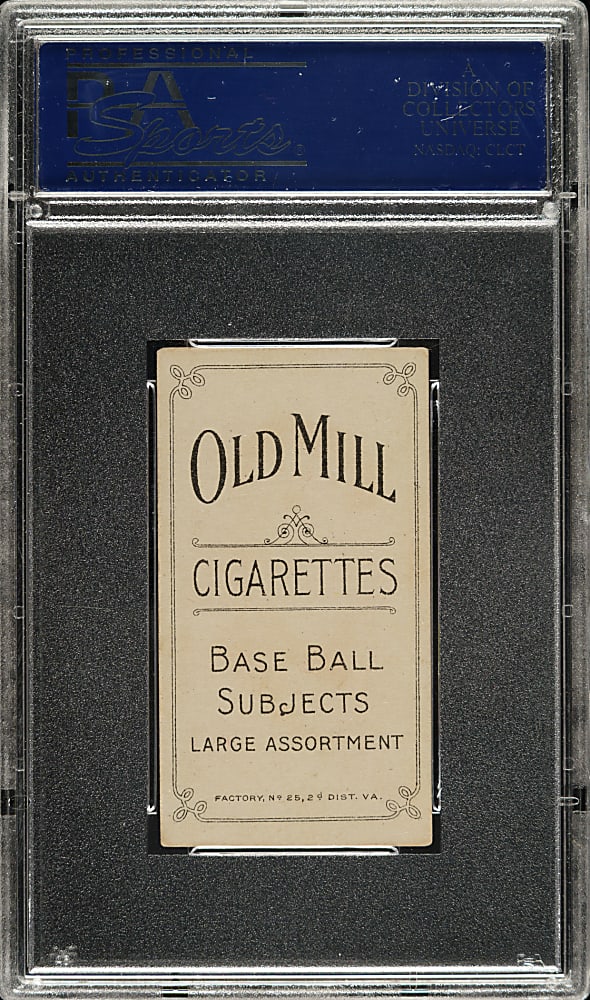 PROFESSIONAL
PSA
Sports
AUTHENTICATOR
A
DIVISION OF
COLLECTORS
UNIVERSE
NASDAQ: CLCT
OLD MILL
CIGARETTES
BASE BALL
SUBJECTS
LARGE ASSORTMENT
FACTORY, Nº 25, 2d DIST. VA.